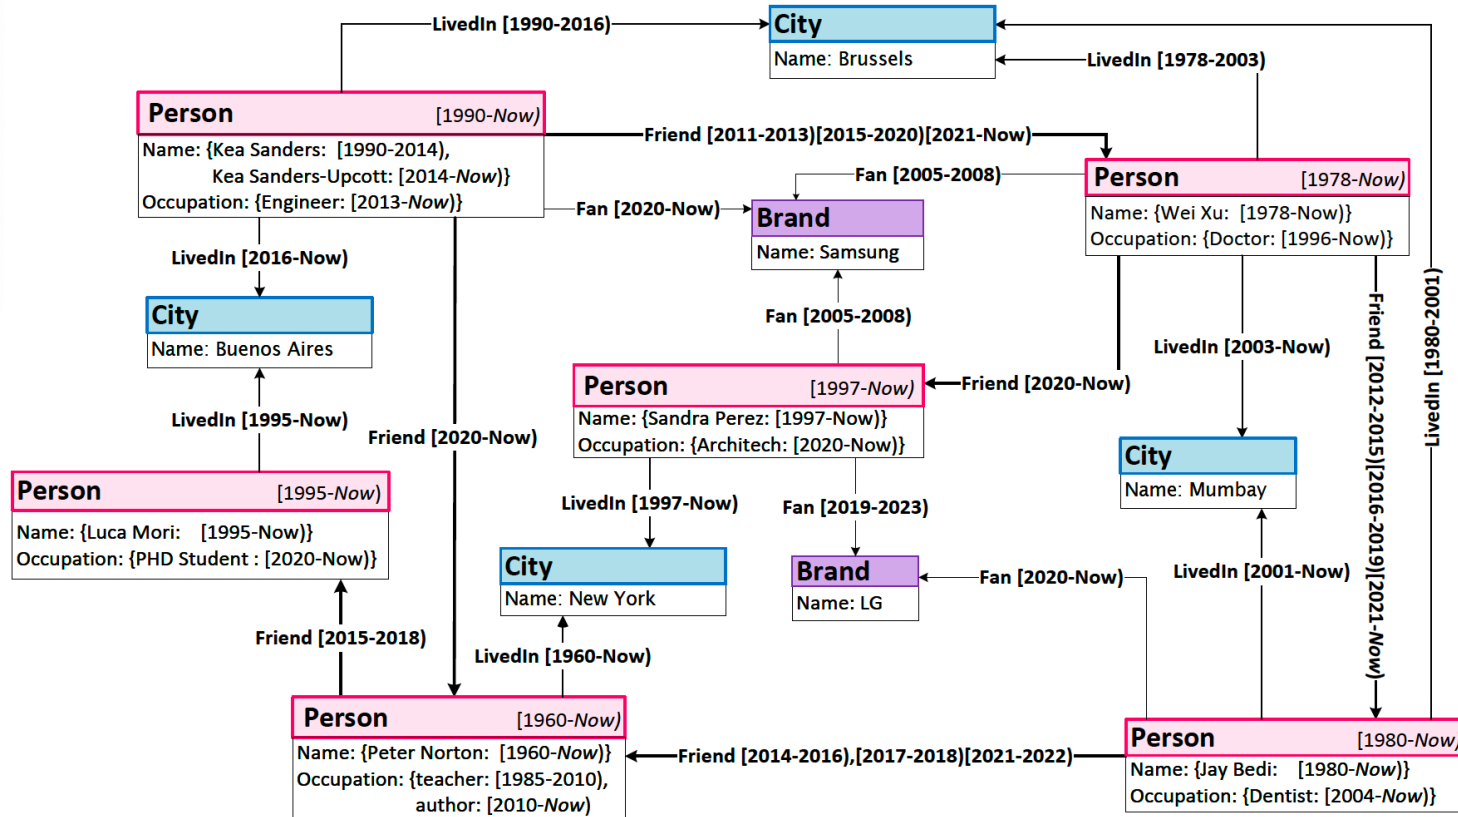 LivedIn [1990-2016)
City
Name: Brussels
LivedIn [1978-2003)
Person [1990-Now)
Name: {Kea Sanders: [1990-2014),
Kea Sanders-Upcott: [2014-Now)}
Occupation: {Engineer: [2013-Now)}
Friend [2011-2013)[2015-2020)[2021-Now)
Fan [2005-2008)
Person [1978-Now)
Name: {Wei Xu: [1978-Now)}
Occupation: {Doctor: [1996-Now)}
Fan [2020-Now)
Brand
Name: Samsung
LivedIn [2016-Now)
City
Name: Buenos Aires
Fan [2005-2008)
LivedIn [2003-Now)
Friend [2012-2015)[2016-2019)[2021-Now)
LivedIn [1980-2001)
Person [1997-Now)
Name: {Sandra Perez: [1997-Now)}
Occupation: {Architech: [2020-Now)}
Friend [2020-Now)
LivedIn [1995-Now)
Friend [2020-Now)
City
Name: Mumbay
Person [1995-Now)
Name: {Luca Mori: [1995-Now)}
Occupation: {PHD Student : [2020-Now)}
LivedIn [1997-Now)
Fan [2019-2023)
City
Name: New York
Brand
Name: LG
Fan [2020-Now)
LivedIn [2001-Now)
Friend [2015-2018)
LivedIn [1960-Now)
Person [1960-Now)
Name: {Peter Norton: [1960-Now)}
Occupation: {teacher: [1985-2010),
author: [2010-Now)
Friend [2014-2016),[2017-2018)[2021-2022)
Person [1980-Now)
Name: {Jay Bedi: [1980-Now)}
Occupation: {Dentist: [2004-Now)}